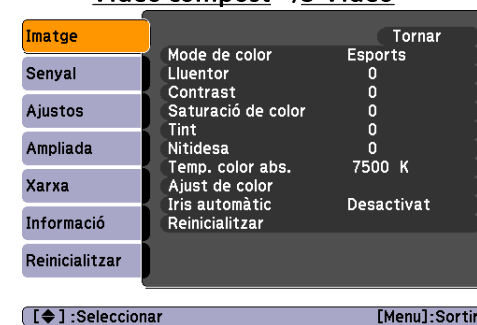 Vídeo compost /S-Video
Imatge
Senyal
Ajustos
Ampliada
Xarxa
Informació
Reinicialitzar
Tornar
Mode de color Esports
Lluentor 0
Contrast 0
Saturació de color 0
Tint 0
Nitidesa 0
Temp. color abs. 7500 K
Ajust de color
Iris automàtic Desactivat
Reinicialitzar
[◆] :Seleccionar [Menu]:Sortir